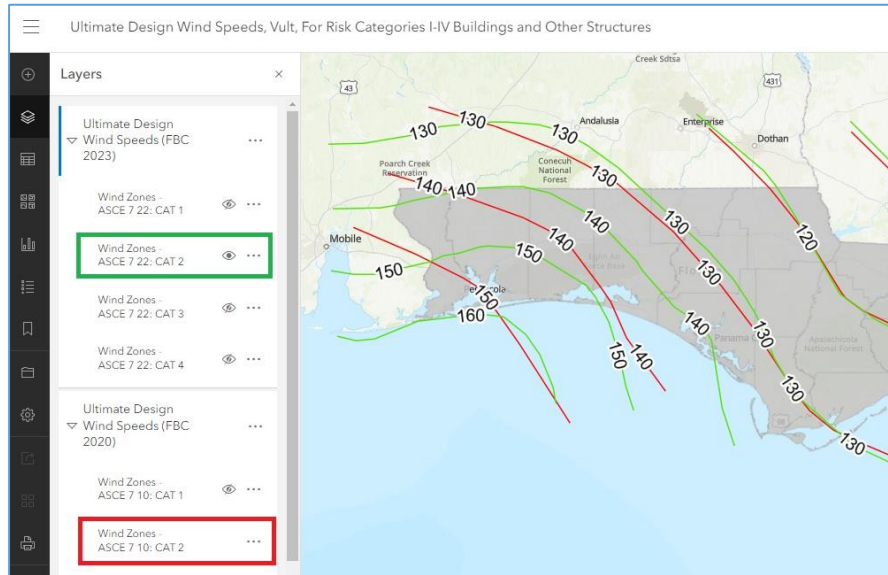 Ultimate Design Wind Speeds, Vult, For Risk Categories I-IV Buildings and Other Structures
Layers
Ultimate Design
Wind Speeds (FBC
2023)
Wind Zones -
ASCE 7 22: CAT 1
Wind Zones -
ASCE 7 22: CAT 2
Wind Zones -
ASCE 7 22: CAT 3
Wind Zones -
ASCE 7 22: CAT 4
Ultimate Design
Wind Speeds (FBC
2020)
Wind Zones -
ASCE 7 10: CAT 1
Wind Zones -
ASCE 7 10: CAT 2
Creek Sdtsa
43
431
130
130
130
Andalusia
Enterprise
Dothan
Poarch Creek
Reservation
Conecuh
National
Forest
130
140
140
140
130
120
Mobile
150
150
140
130
150
160
140
Panama
Apalachicola
National Forest
130
150
140
130
98
130